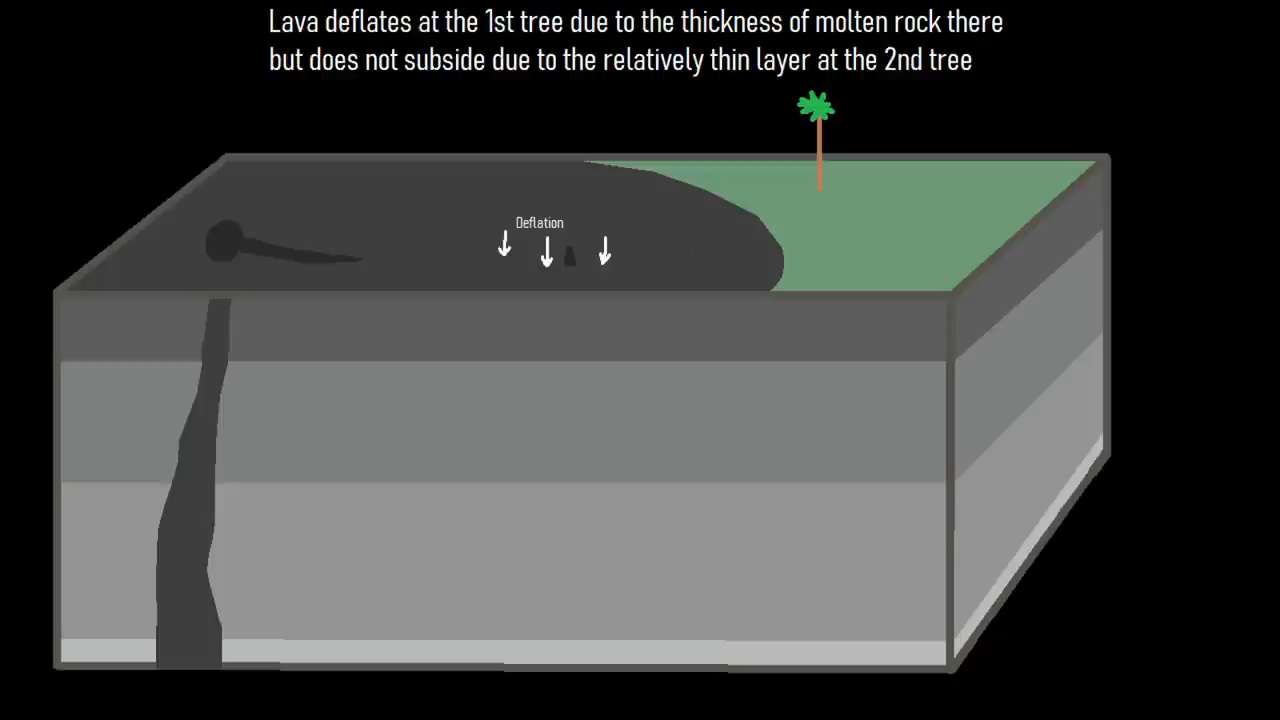 Lava deflates at the 1st tree due to the thickness of molten rock there
but does not subside due to the relatively thin layer at the 2nd tree
Deflation